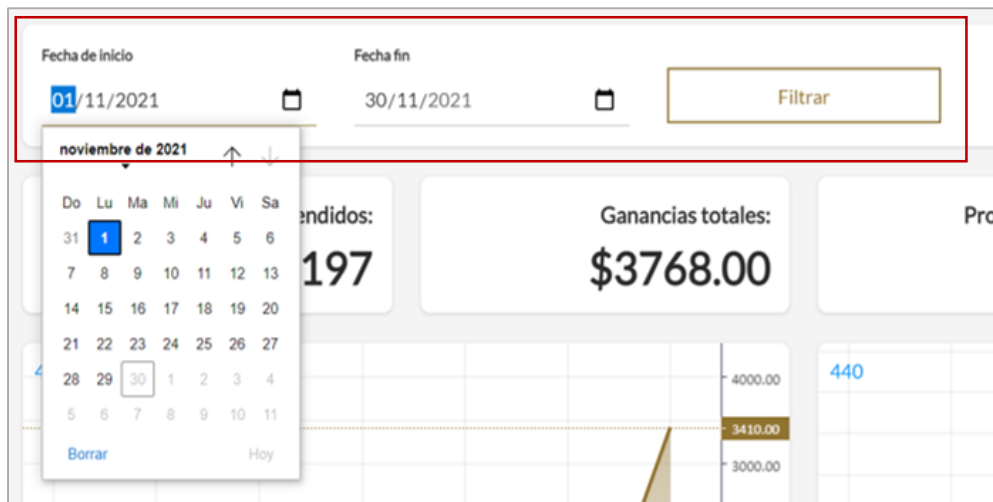 Fecha de inicio
Fecha fin
01/11/2021
30/11/2021
Filtrar
noviembre de 2021
Do Lu Ma Mi Ju Vi Sa
31 1 2 3 4 5 6
7 8 9 10 11 12 13
14 15 16 17 18 19 20
21 22 23 24 25 26 27
28 29 30 1 2 3 4
5 6 7 8 9 10 11
Borrar Hoy
endidos:
197
Ganancias totales:
$3768.00
Pro
4000.00
3410.00
3000.00
440